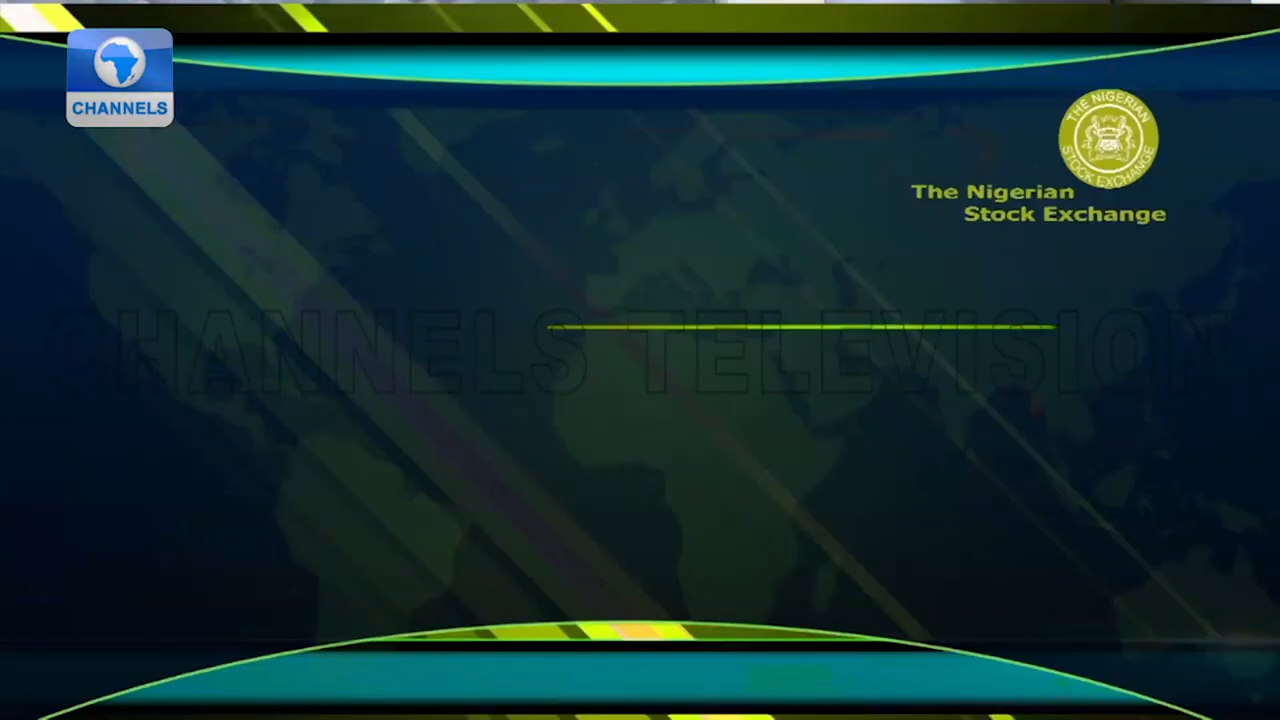 CHANNELS
THE NIGERIAN
STOCK EXCHANGE
The Nigerian
Stock Exchange
CHANNELS TELEVISION